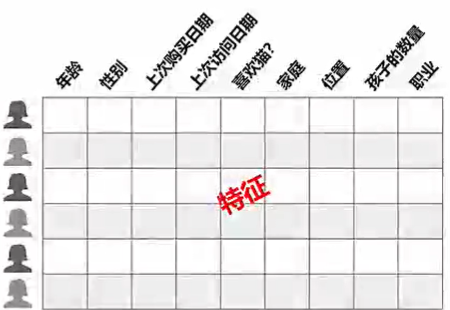 年龄
性别
上次购买日期
上次访问日期
喜欢猫?
家庭
位置
孩子的数量
职业
特征